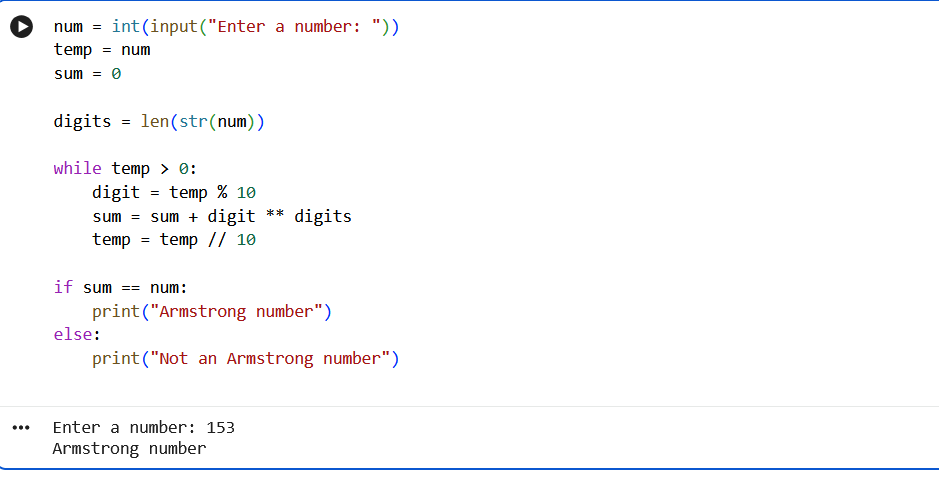 num = int(input("Enter a number: "))
temp = num
sum = 0
digits = len(str(num))
while temp > 0:
    digit = temp % 10
    sum = sum + digit ** digits
    temp = temp // 10
if sum == num:
    print("Armstrong number")
else:
    print("Not an Armstrong number")
Enter a number: 153
Armstrong number